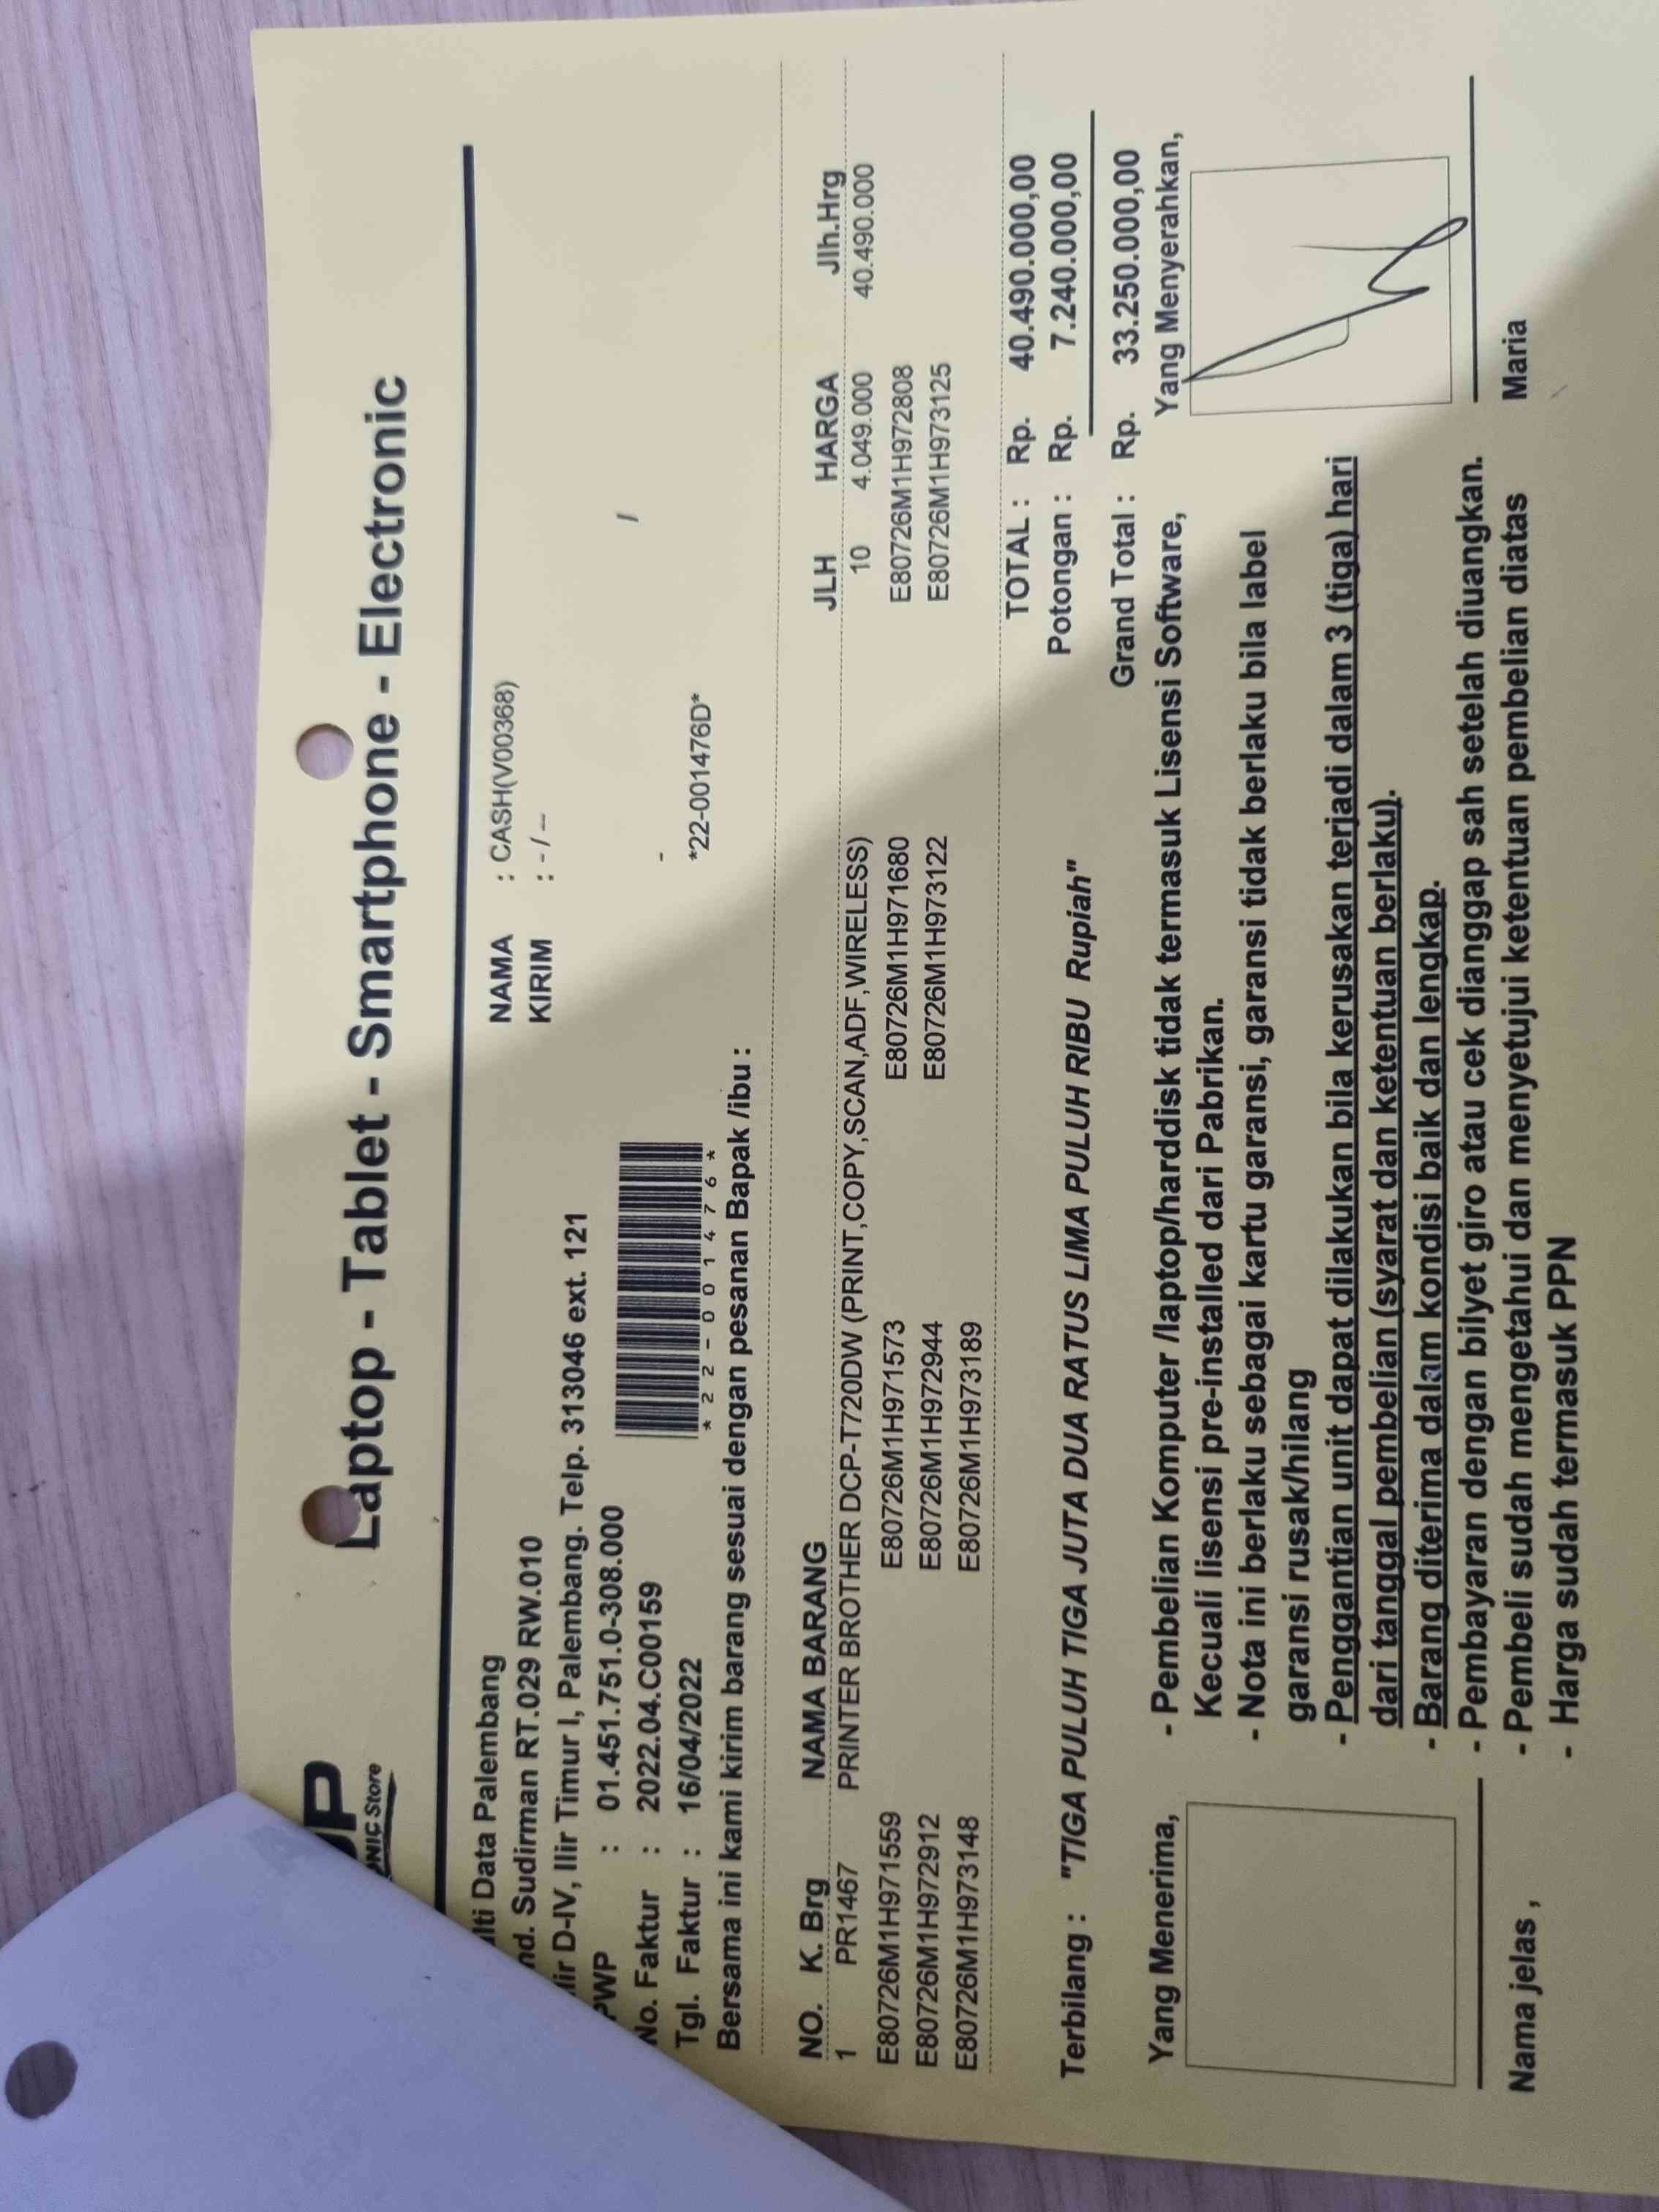 Laptop - Tablet - Smartphone - Electronic
Store
Data Palembang
Sudirman RT.029 RW.010
D-IV, Ilir Timur I, Palembang. Telp. 313046 ext. 121
: 01.451.751.0-308.000
No. Faktur : 2022.04.C00159
Tgl. Faktur : 16/04/2022
NAMA : CASH(V00368)
KIRIM : - / --
/
-
*22-001476*
*22-001476D*
Bersama ini kami kirim barang sesuai dengan pesanan Bapak /ibu :
NO. K. Brg NAMA BARANG JLH HARGA Jlh.Hrg
1 PR1467 PRINTER BROTHER DCP-T720DW (PRINT,COPY,SCAN,ADF,WIRELESS) 10 4.049.000 40.490.000
E80726M1H971559 E80726M1H971573 E80726M1H971680 E80726M1H972808
E80726M1H972912 E80726M1H972944 E80726M1H973122 E80726M1H973125
E80726M1H973148 E80726M1H973189
TOTAL : Rp. 40.490.000,00
Potongan : Rp. 7.240.000,00
Grand Total : Rp. 33.250.000,00
Terbilang : "TIGA PULUH TIGA JUTA DUA RATUS LIMA PULUH RIBU Rupiah"
Yang Menerima,
- Pembelian Komputer /laptop/harddisk tidak termasuk Lisensi Software,
Kecuali lisensi pre-installed dari Pabrikan.
- Nota ini berlaku sebagai kartu garansi, garansi tidak berlaku bila label
garansi rusak/hilang
- Penggantian unit dapat dilakukan bila kerusakan terjadi dalam 3 (tiga) hari
dari tanggal pembelian (syarat dan ketentuan berlaku).
- Barang diterima dalam kondisi baik dan lengkap.
- Pembayaran dengan bilyet giro atau cek dianggap sah setelah diuangkan.
- Pembeli sudah mengetahui dan menyetujui ketentuan pembelian diatas
- Harga sudah termasuk PPN
Yang Menyerahkan,
Nama jelas ,
Maria